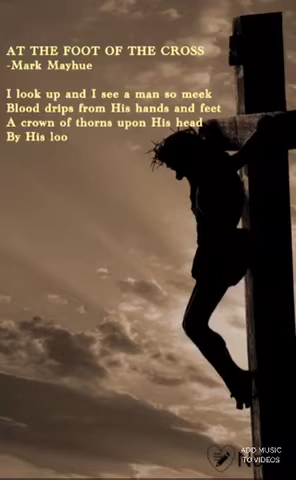 AT THE FOOT OF THE CROSS
-Mark Mayhue
I look up and I see a man so meek
Blood drips from His hands and feet
A crown of thorns upon His head
By His loo
ADD MUSIC
TO VIDEOS